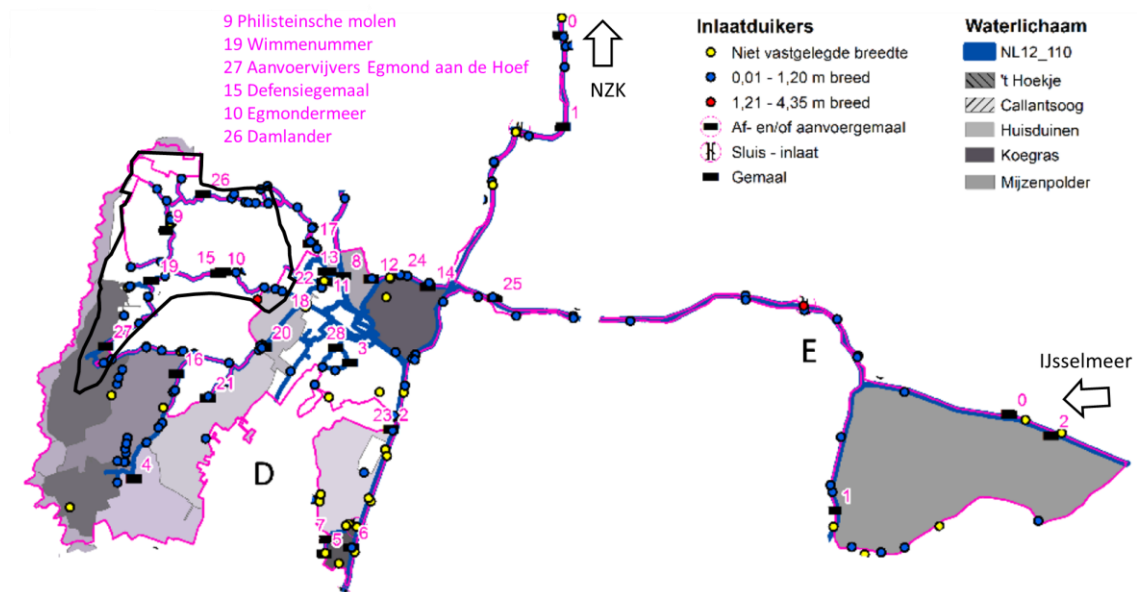 9 Philisteinsche molen
19 Wimmenummer
27 Aanvoervijvers Egmond aan de Hoef
15 Defensiegemaal
10 Egmondermeer
26 Damlander
0
NZK
1
Inlaatduikers
Niet vastgelegde breedte
0,01 - 1,20 m breed
1,21 - 4,35 m breed
Af- en/of aanvoergemaal
Sluis - inlaat
Gemaal
Waterlichaam
NL12_110
't Hoekje
Callantsoog
Huisduinen
Koegras
Mijzenpolder
26
9
17
19
15
10
13
8
12
24
14
22
11
25
18
27
20
28
3
16
21
23
2
4
D
7
5
6
E
IJsselmeer
0
2
1